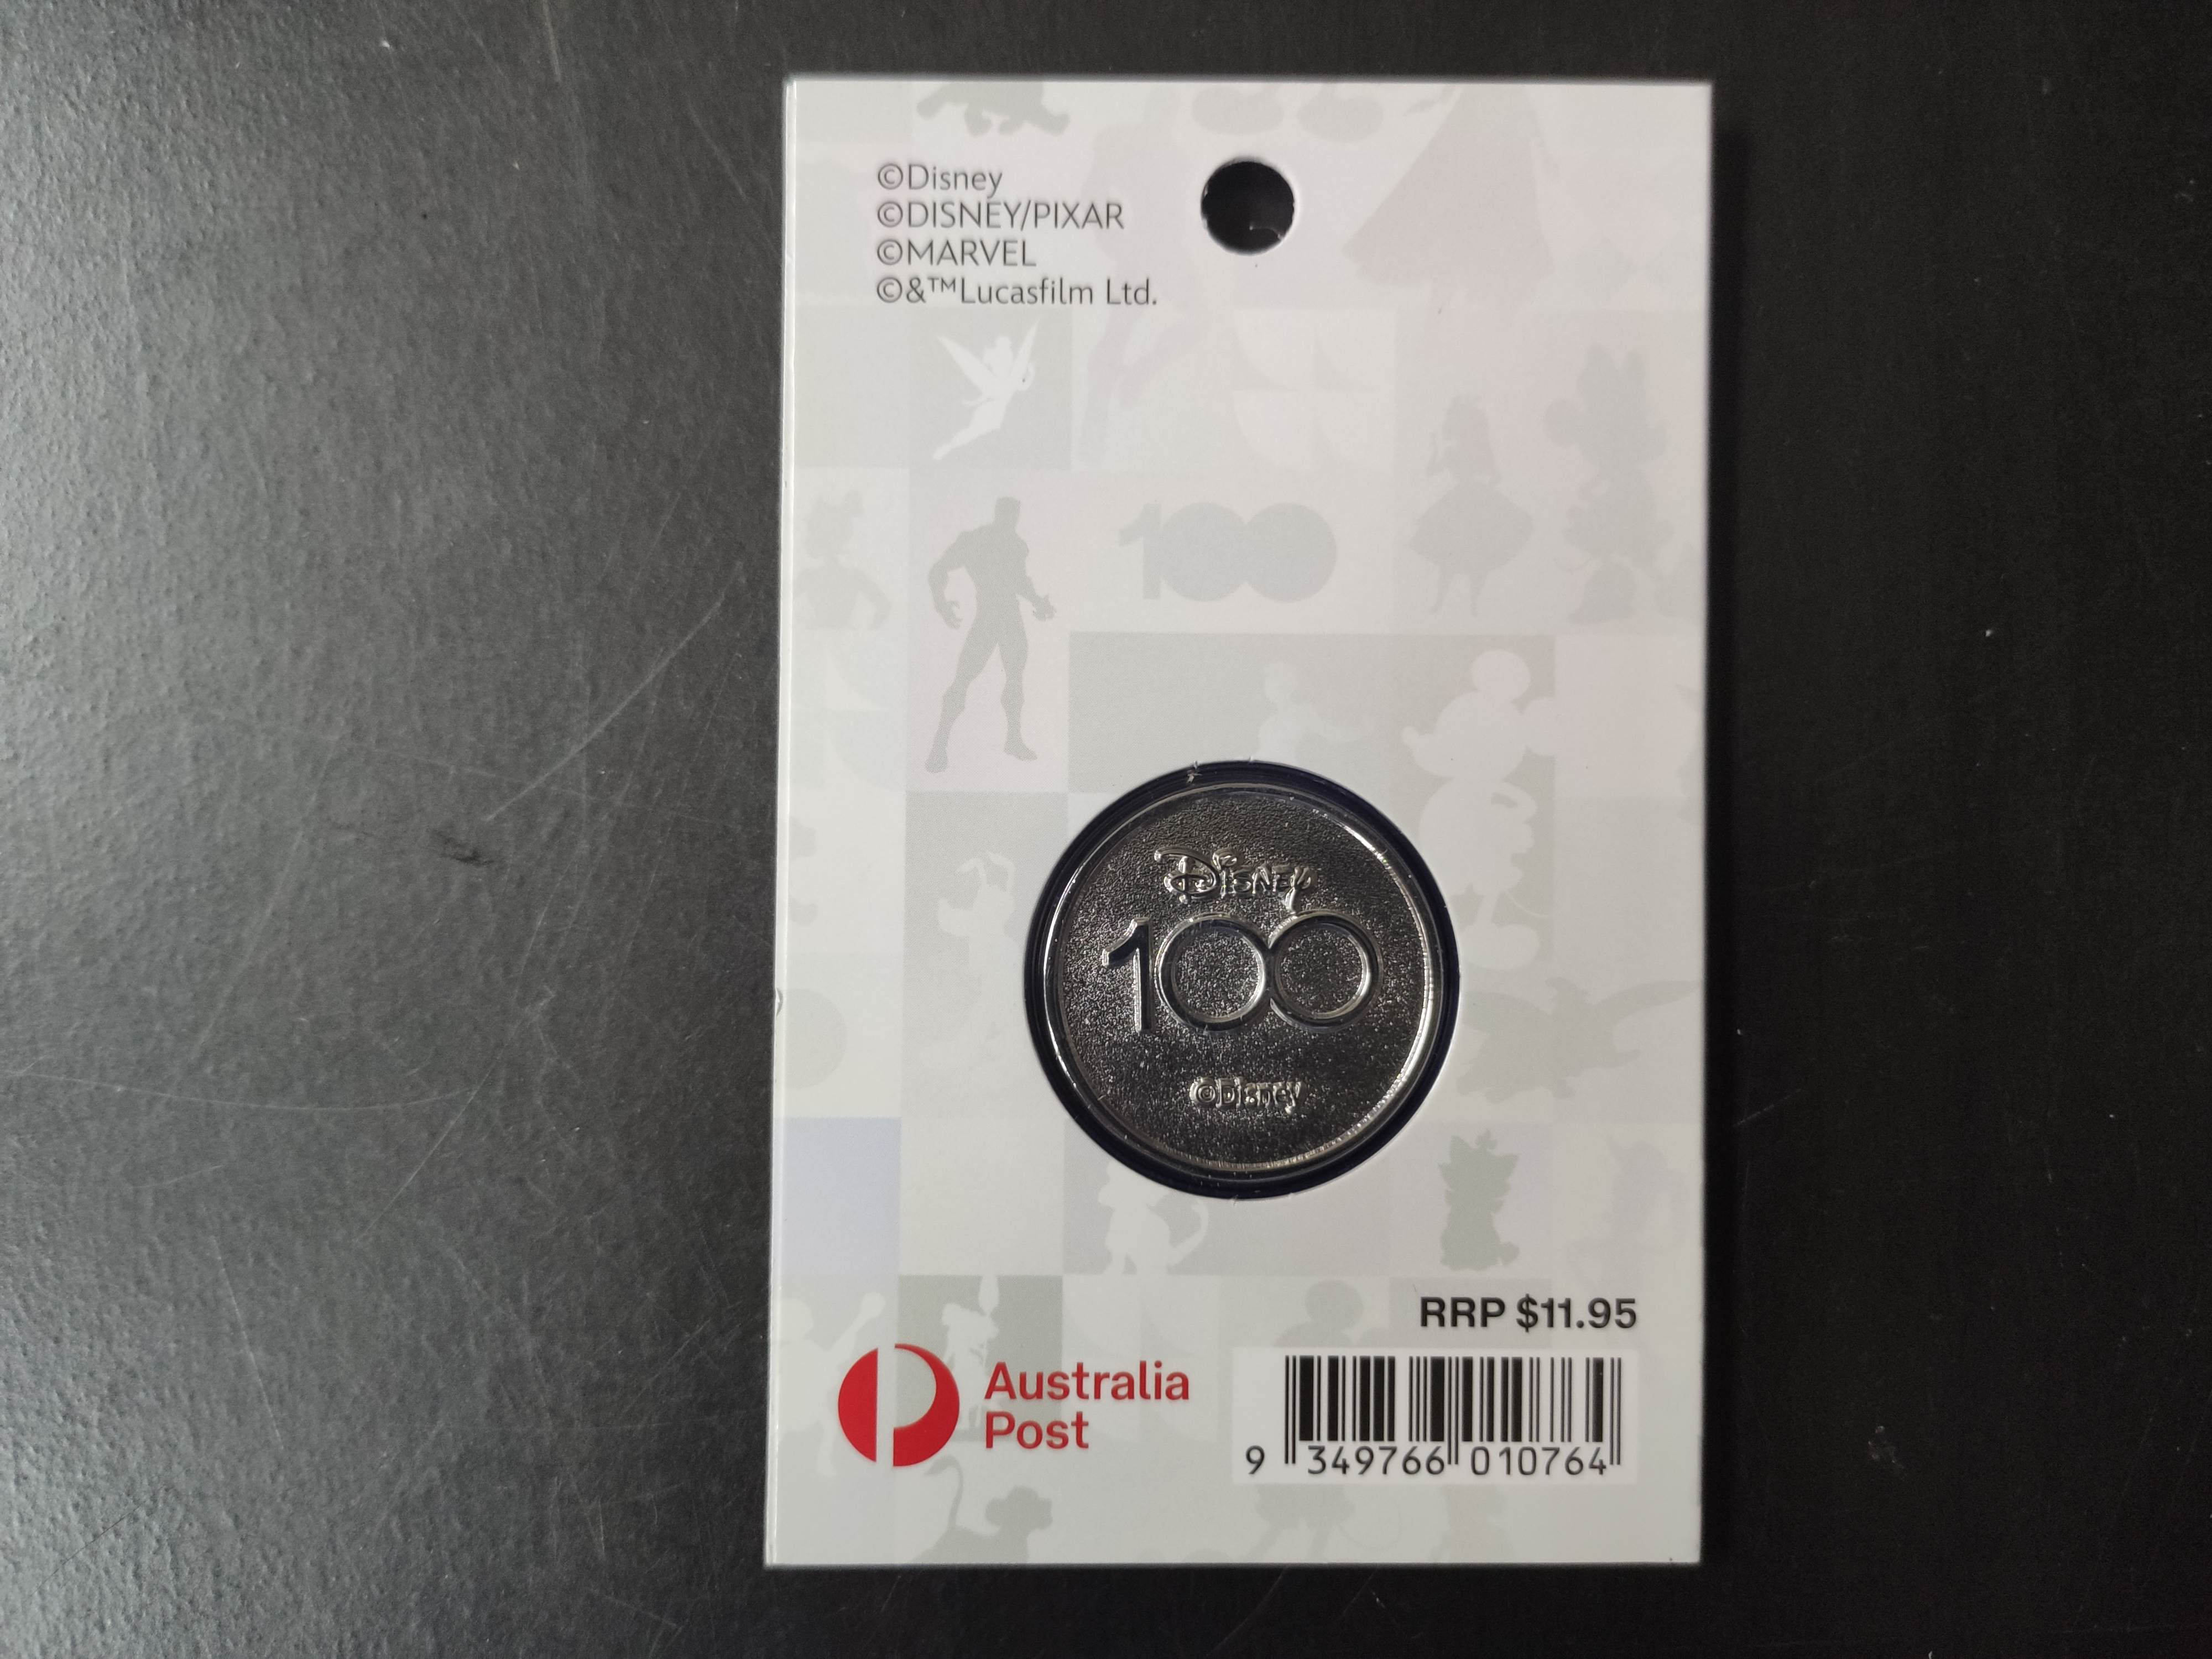 ©Disney
©DISNEY/PIXAR
©MARVEL
©&™Lucasfilm Ltd.
100
Disney
100
©Disney
RRP $11.95
Australia
Post
9 349766 010764